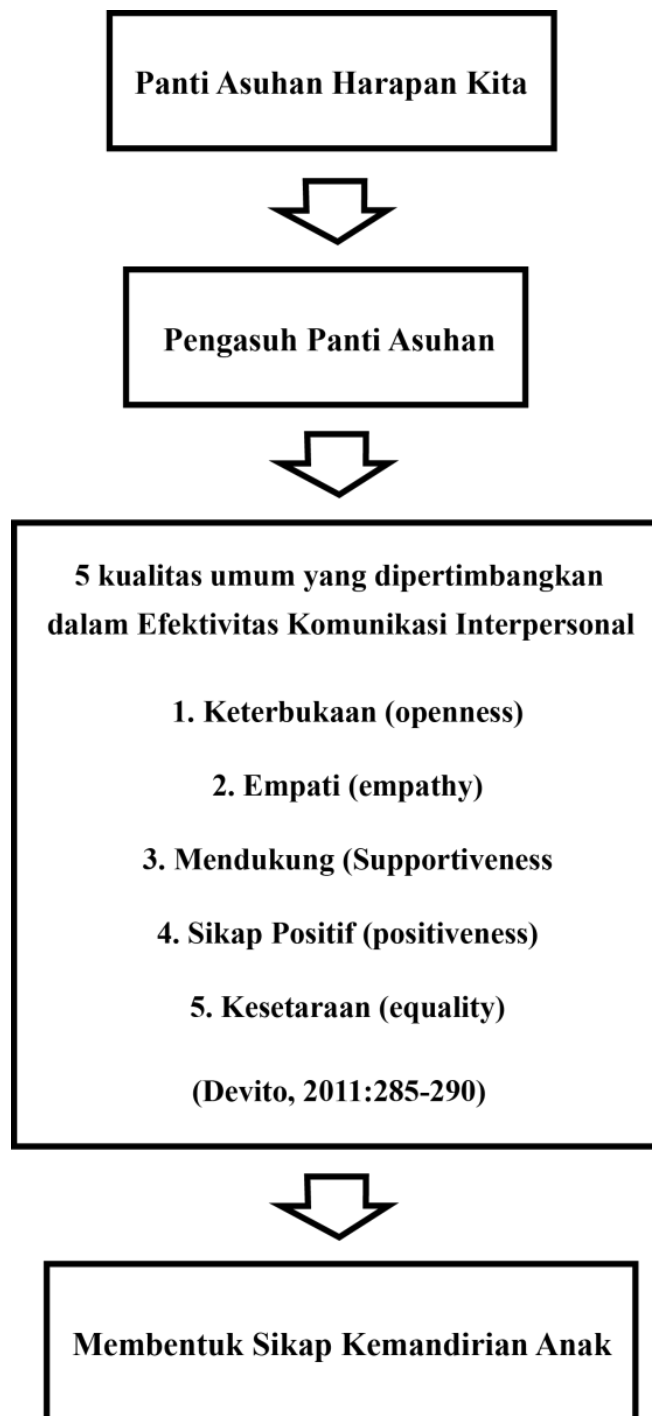 Panti Asuhan Harapan Kita
Pengasuh Panti Asuhan
5 kualitas umum yang dipertimbangkan
dalam Efektivitas Komunikasi Interpersonal
1. Keterbukaan (openness)
2. Empati (empathy)
3. Mendukung (Supportiveness
4. Sikap Positif (positiveness)
5. Kesetaraan (equality)
(Devito, 2011:285-290)
Membentuk Sikap Kemandirian Anak